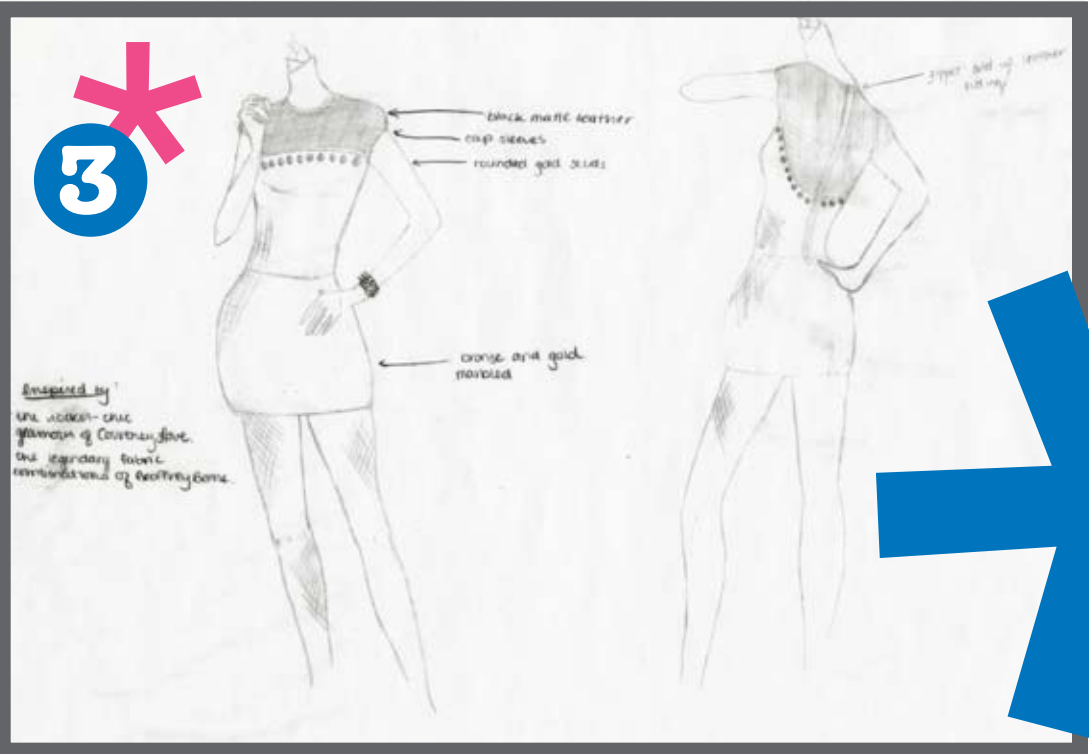 3
black matte leather
cap sleeves
rounded gold studs
orange and gold
marbled
Inspired by
the rocker-chic
glamour of Courtney Love.
the legendary fabric
combinations of Geoffrey Beene.